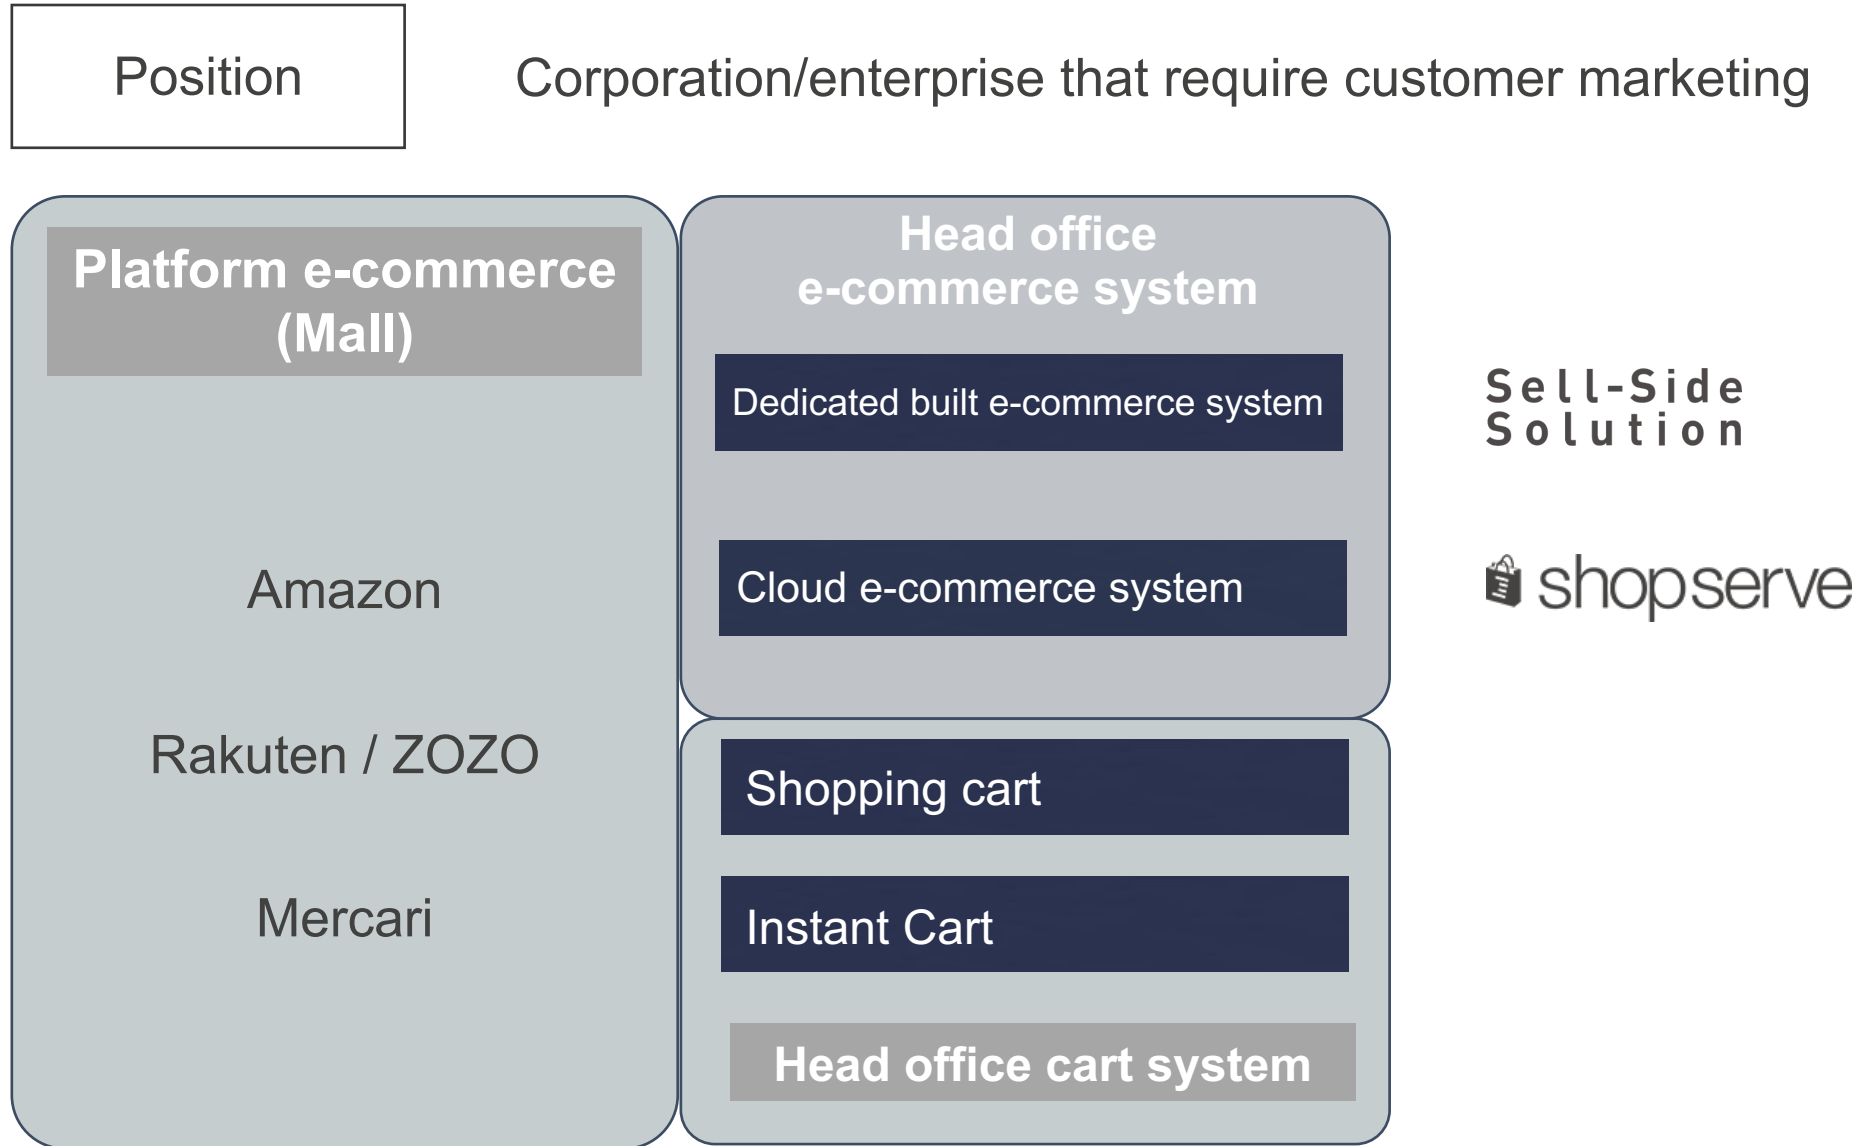 Position
Corporation/enterprise that require customer marketing
Platform e-commerce
(Mall)
Amazon
Rakuten / ZOZO
Mercari
Head office
e-commerce system
Dedicated built e-commerce system
Cloud e-commerce system
Shopping cart
Instant Cart
Head office cart system
Sell-Side
Solution
shopserve